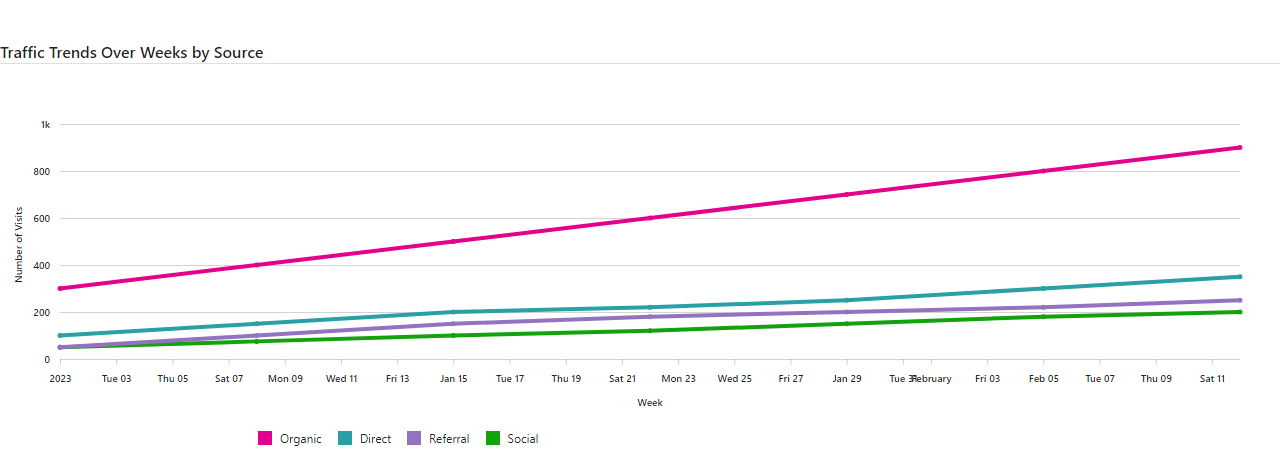 Traffic Trends Over Weeks by Source
1k
800
600
400
200
0
Number of Visits
2023 Tue 03 Thu 05 Sat 07 Mon 09 Wed 11 Fri 13 Jan 15 Tue 17 Thu 19 Sat 21 Mon 23 Wed 25 Fri 27 Jan 29 Tue 31 February Fri 03 Feb 05 Tue 07 Thu 09 Sat 11
Week
Organic Direct Referral Social